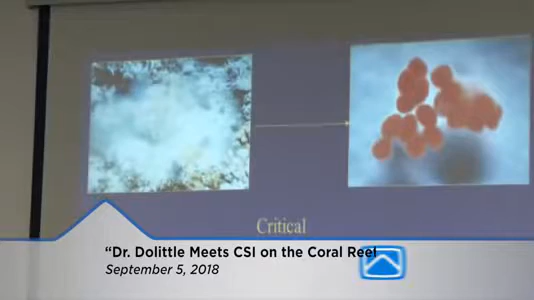 Critical
“Dr. Dolittle Meets CSI on the Coral Reef
September 5, 2018